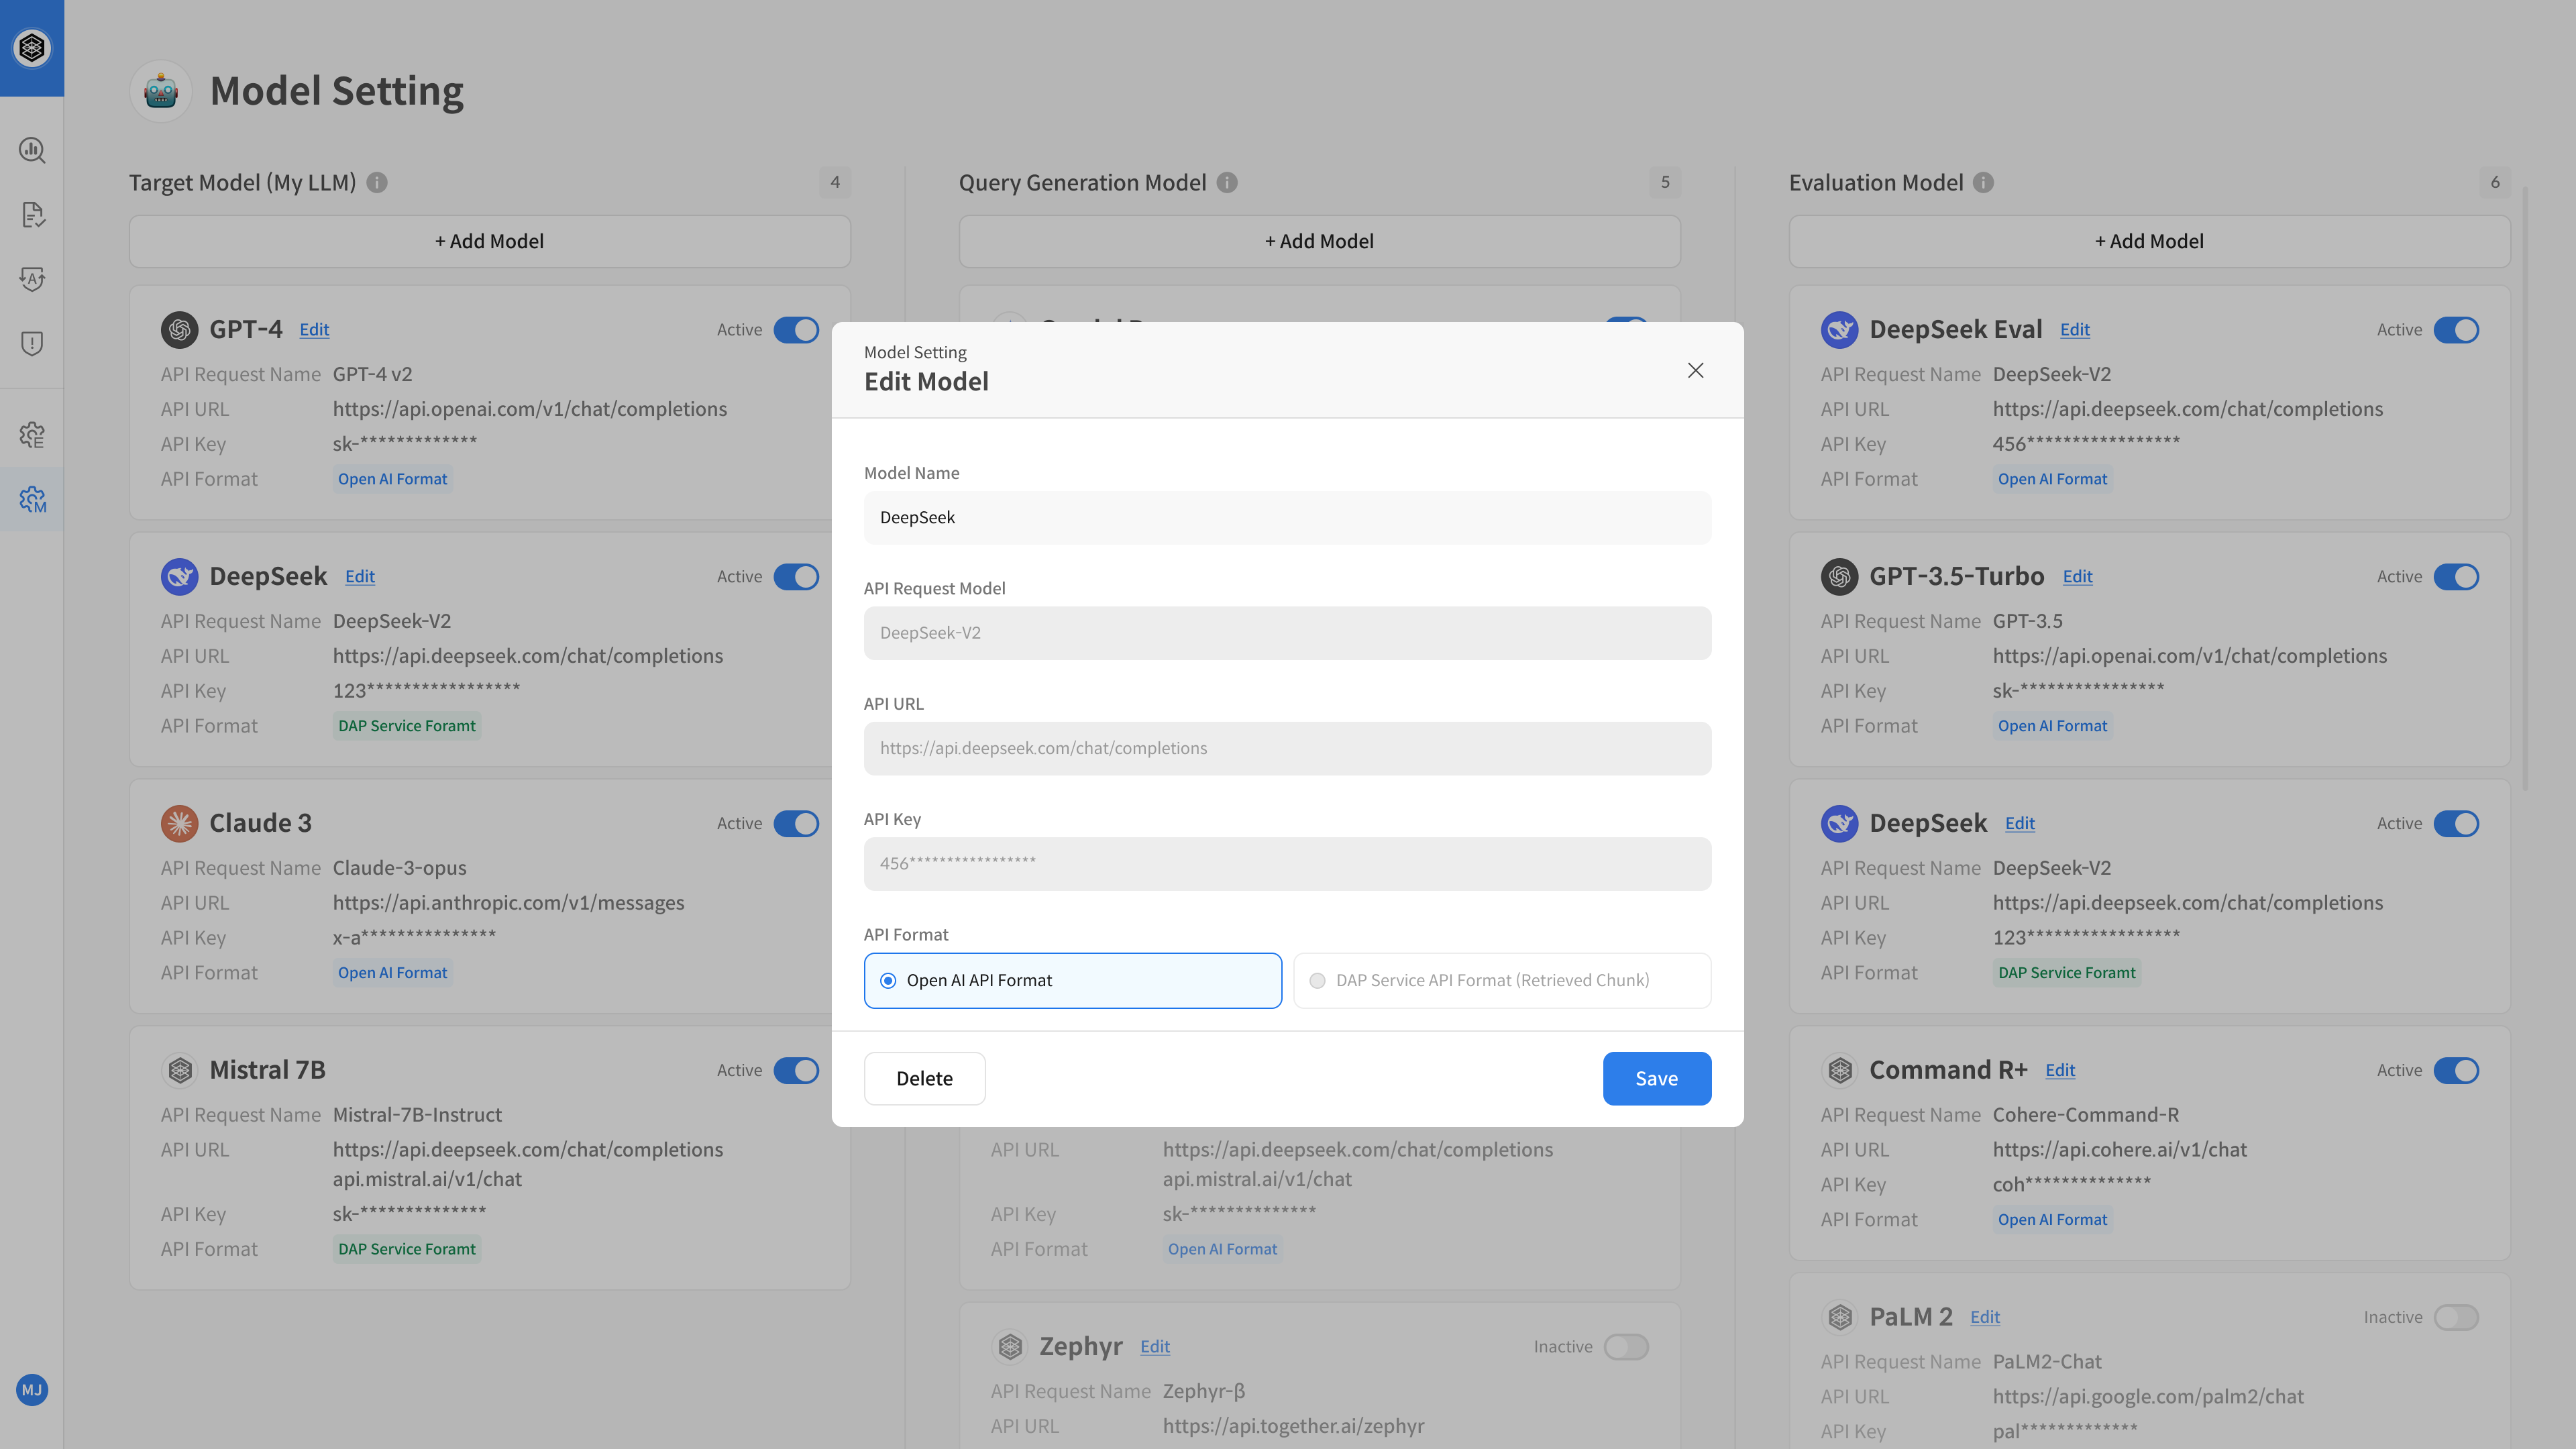 Model Setting
Target Model (My LLM)
4
+ Add Model
GPT-4
Edit
Active
API Request Name
GPT-4 v2
API URL
https://api.openai.com/v1/chat/completions
API Key
sk-*************
API Format
Open AI Format
DeepSeek
Edit
Active
API Request Name
DeepSeek-V2
API URL
https://api.deepseek.com/chat/completions
API Key
123*****************
API Format
DAP Service Foramt
Claude 3
Active
API Request Name
Claude-3-opus
API URL
https://api.anthropic.com/v1/messages
API Key
x-a***************
API Format
Open AI Format
Mistral 7B
Active
API Request Name
Mistral-7B-Instruct
API URL
https://api.deepseek.com/chat/completions
api.mistral.ai/v1/chat
API Key
sk-**************
API Format
DAP Service Foramt
Query Generation Model
5
+ Add Model
Model Setting
Edit Model
Model Name
DeepSeek
API Request Model
DeepSeek-V2
API URL
https://api.deepseek.com/chat/completions
API Key
456*****************
API Format
Open AI API Format
DAP Service API Format (Retrieved Chunk)
Delete
Save
API URL
https://api.deepseek.com/chat/completions
api.mistral.ai/v1/chat
API Key
sk-**************
API Format
Open AI Format
Zephyr
Edit
Inactive
API Request Name
Zephyr-β
API URL
https://api.together.ai/zephyr
Evaluation Model
6
+ Add Model
DeepSeek Eval
Edit
Active
API Request Name
DeepSeek-V2
API URL
https://api.deepseek.com/chat/completions
API Key
456*****************
API Format
Open AI Format
GPT-3.5-Turbo
Edit
Active
API Request Name
GPT-3.5
API URL
https://api.openai.com/v1/chat/completions
API Key
sk-****************
API Format
Open AI Format
DeepSeek
Edit
Active
API Request Name
DeepSeek-V2
API URL
https://api.deepseek.com/chat/completions
API Key
123*****************
API Format
DAP Service Foramt
Command R+
Edit
Active
API Request Name
Cohere-Command-R
API URL
https://api.cohere.ai/v1/chat
API Key
coh**************
API Format
Open AI Format
PaLM 2
Edit
Inactive
API Request Name
PaLM2-Chat
API URL
https://api.google.com/palm2/chat
API Key
pal*************
MJ